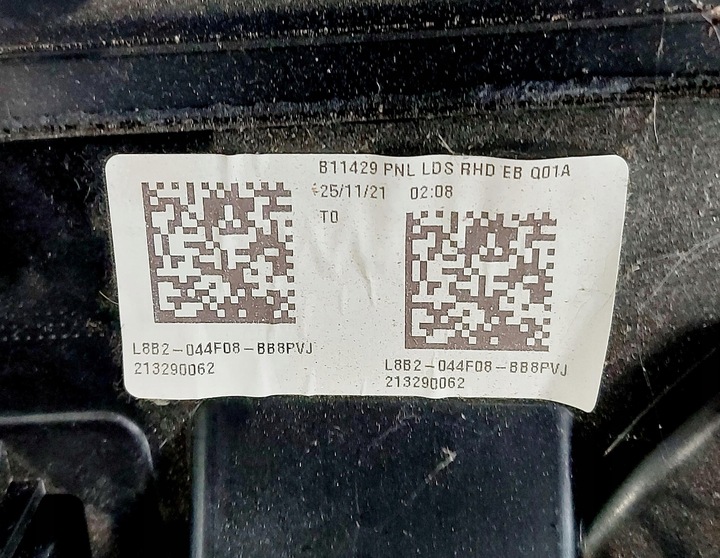 B11429 PNL LDS RHD EB Q01A
25/11/21 02:08
T0
L8B2-044F08-BB8PVJ
213290062
L8B2-044F08-BB8PVJ
213290062